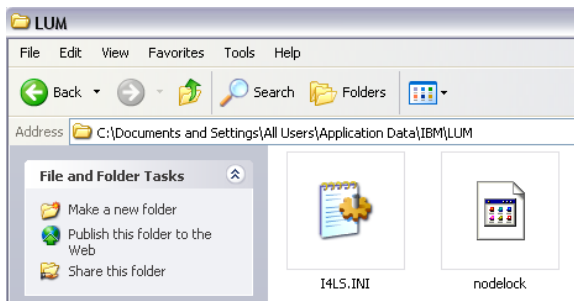 LUM
File Edit View Favorites Tools Help
Back Search Folders
Address C:\Documents and Settings\All Users\Application Data\IBM\LUM
File and Folder Tasks
Make a new folder
Publish this folder to the
Web
Share this folder
I4LS.INI nodelock